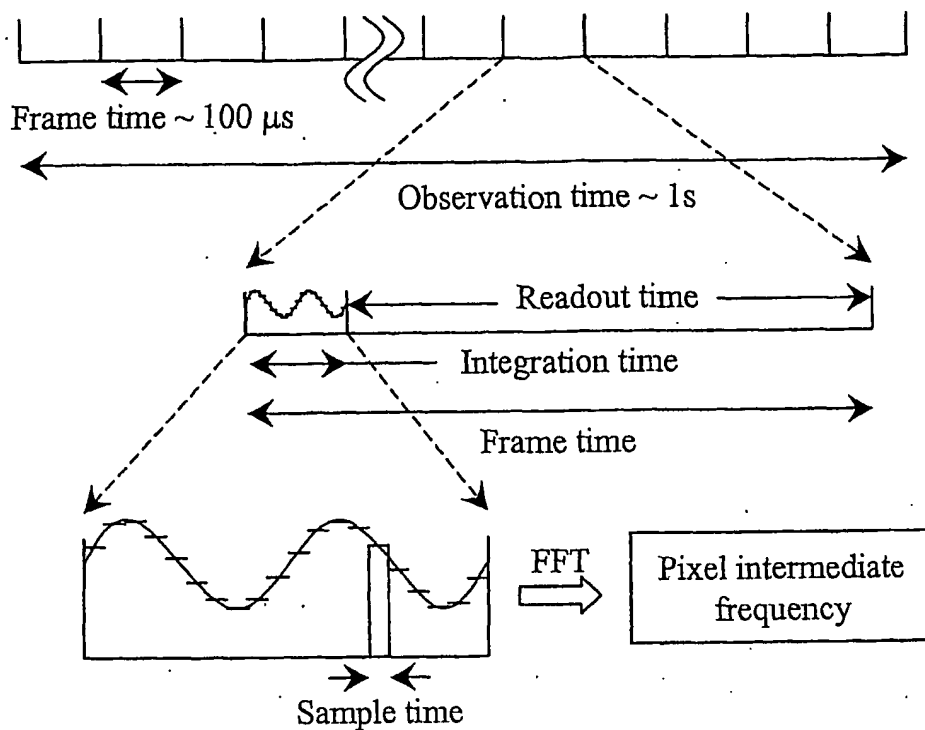 Frame time ~ 100 μs
Observation time ~ 1s
Readout time
Integration time
Frame time
FFT
Pixel intermediate
frequency
Sample time